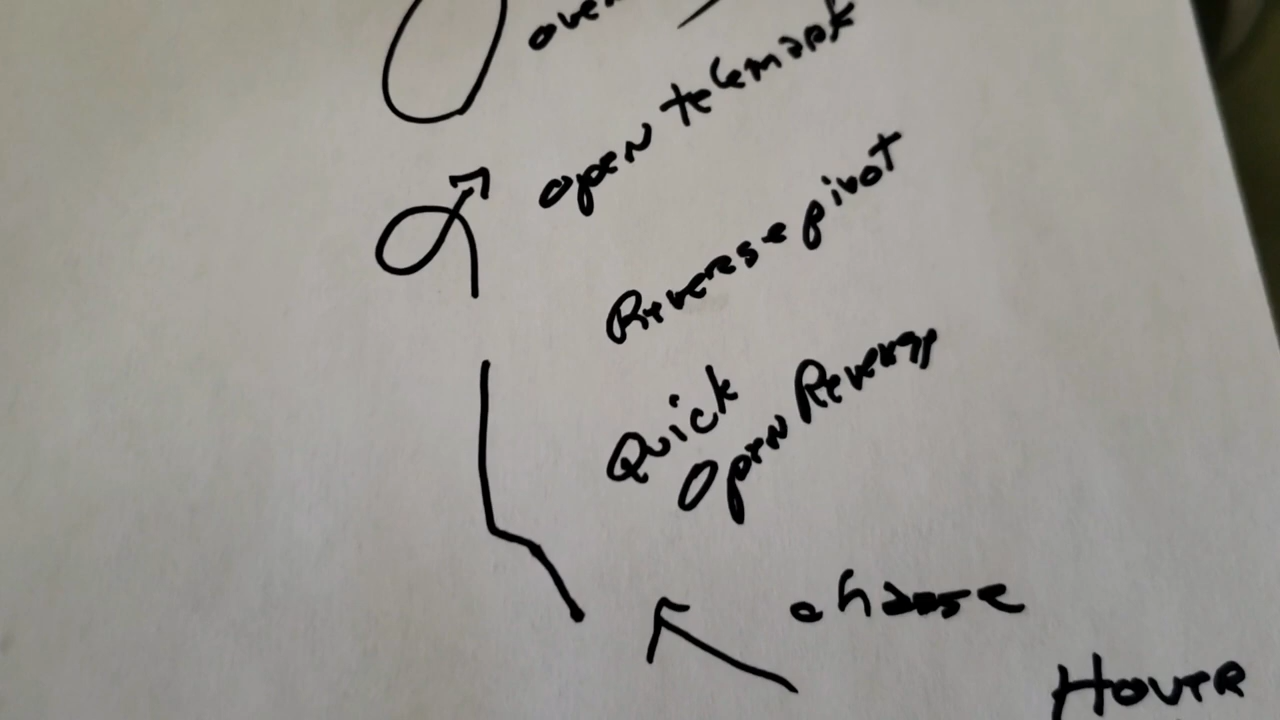 open telemark
Reverse pivot
Quick
open Reverse
chasse
Hover